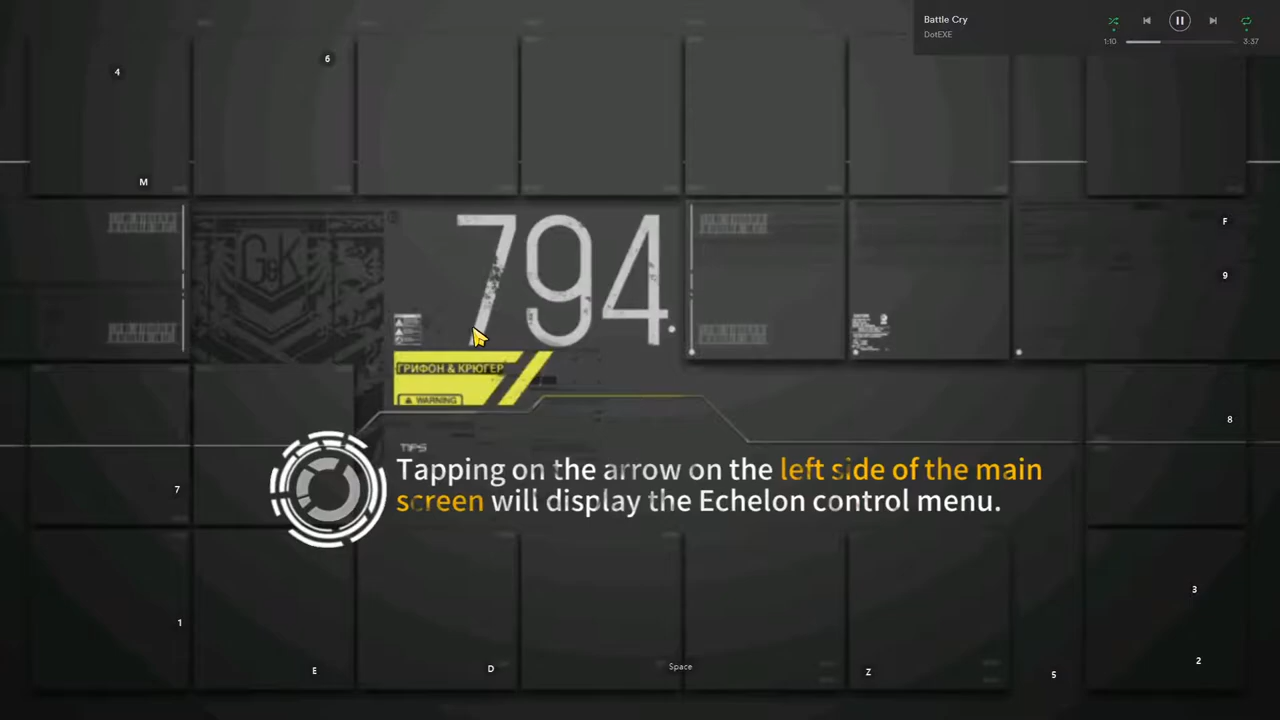 Battle Cry
DotEXE
1:10
3:37
4
6
M
F
G&K
794.
9
ГРИФОН & КРЮГЕР
WARNING
8
TIPS
Tapping on the arrow on the left side of the main
screen will display the Echelon control menu.
7
3
1
E
D
Space
Z
5
2